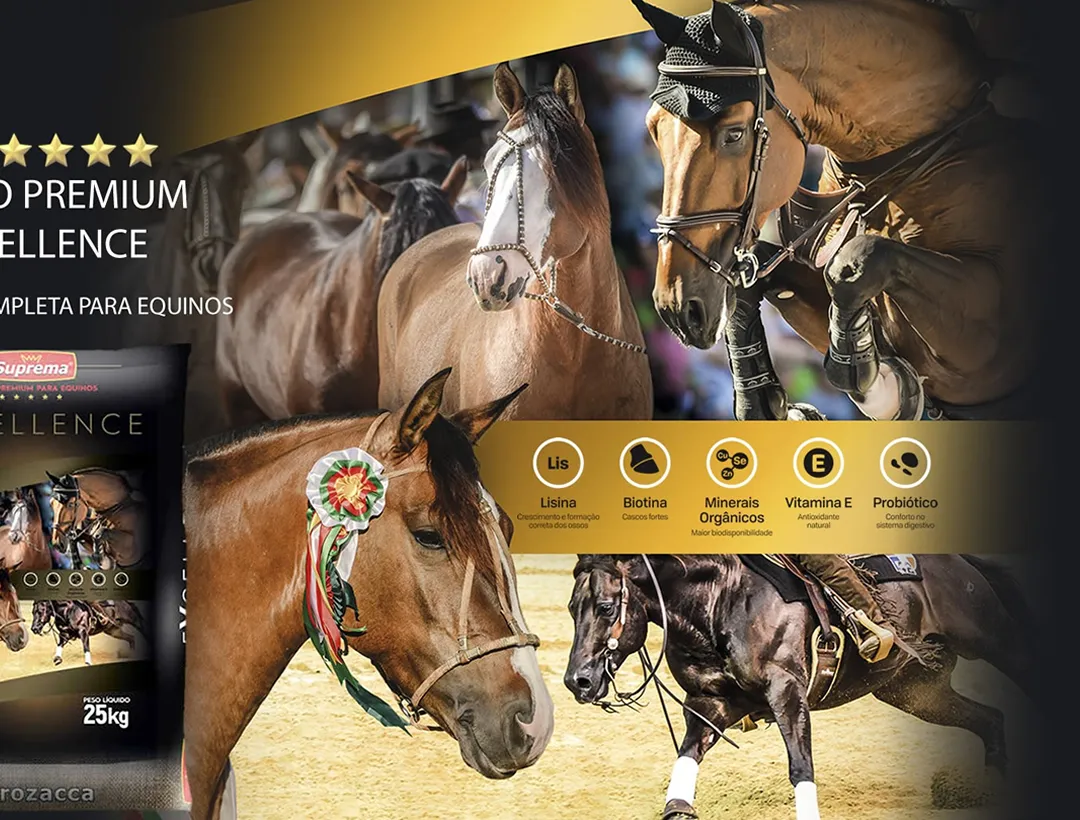 O PREMIUM
ELLENCE
MPLETA PARA EQUINOS
Suprema
PREMIUM PARA EQUINOS
ELLENCE
Lis
Cu
Se
Zn
E
Lisina
Crescimento e formação
correta dos ossos
Biotina
Cascos fortes
Minerais
Orgânicos
Maior biodisponibilidade
Vitamina E
Antioxidante
natural
Probiótico
Conforto no
sistema digestivo
PESO LÍQUIDO
25kg
rozacca